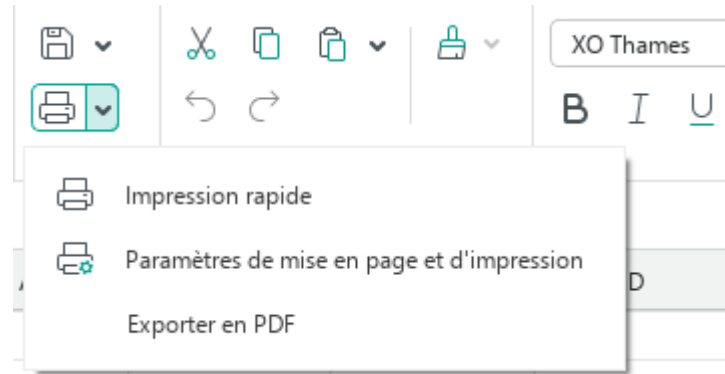 XO Thames
B I U
Impression rapide
Paramètres de mise en page et d'impression
D
Exporter en PDF